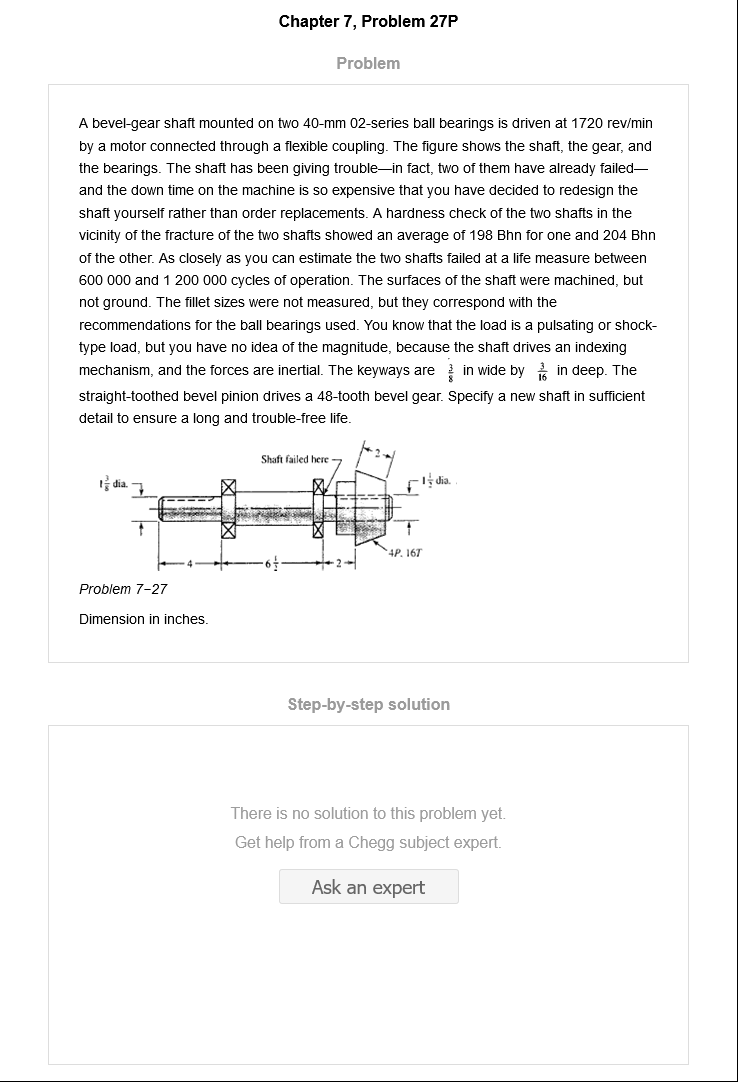 Chapter 7, Problem 27P
Problem
A bevel-gear shaft mounted on two 40-mm 02-series ball bearings is driven at 1720 rev/min
by a motor connected through a flexible coupling. The figure shows the shaft, the gear, and
the bearings. The shaft has been giving trouble—in fact, two of them have already failed—
and the down time on the machine is so expensive that you have decided to redesign the
shaft yourself rather than order replacements. A hardness check of the two shafts in the
vicinity of the fracture of the two shafts showed an average of 198 Bhn for one and 204 Bhn
of the other. As closely as you can estimate the two shafts failed at a life measure between
600 000 and 1 200 000 cycles of operation. The surfaces of the shaft were machined, but
not ground. The fillet sizes were not measured, but they correspond with the
recommendations for the ball bearings used. You know that the load is a pulsating or shock-
type load, but you have no idea of the magnitude, because the shaft drives an indexing
mechanism, and the forces are inertial. The keyways are 3/8 in wide by 3/16 in deep. The
straight-toothed bevel pinion drives a 48-tooth bevel gear. Specify a new shaft in sufficient
detail to ensure a long and trouble-free life.
2
Shaft failed here
1 3/8 dia.
1 1/2 dia.
4P, 16T
4
6 1/2
2
Problem 7–27
Dimension in inches.
Step-by-step solution
There is no solution to this problem yet.
Get help from a Chegg subject expert.
Ask an expert